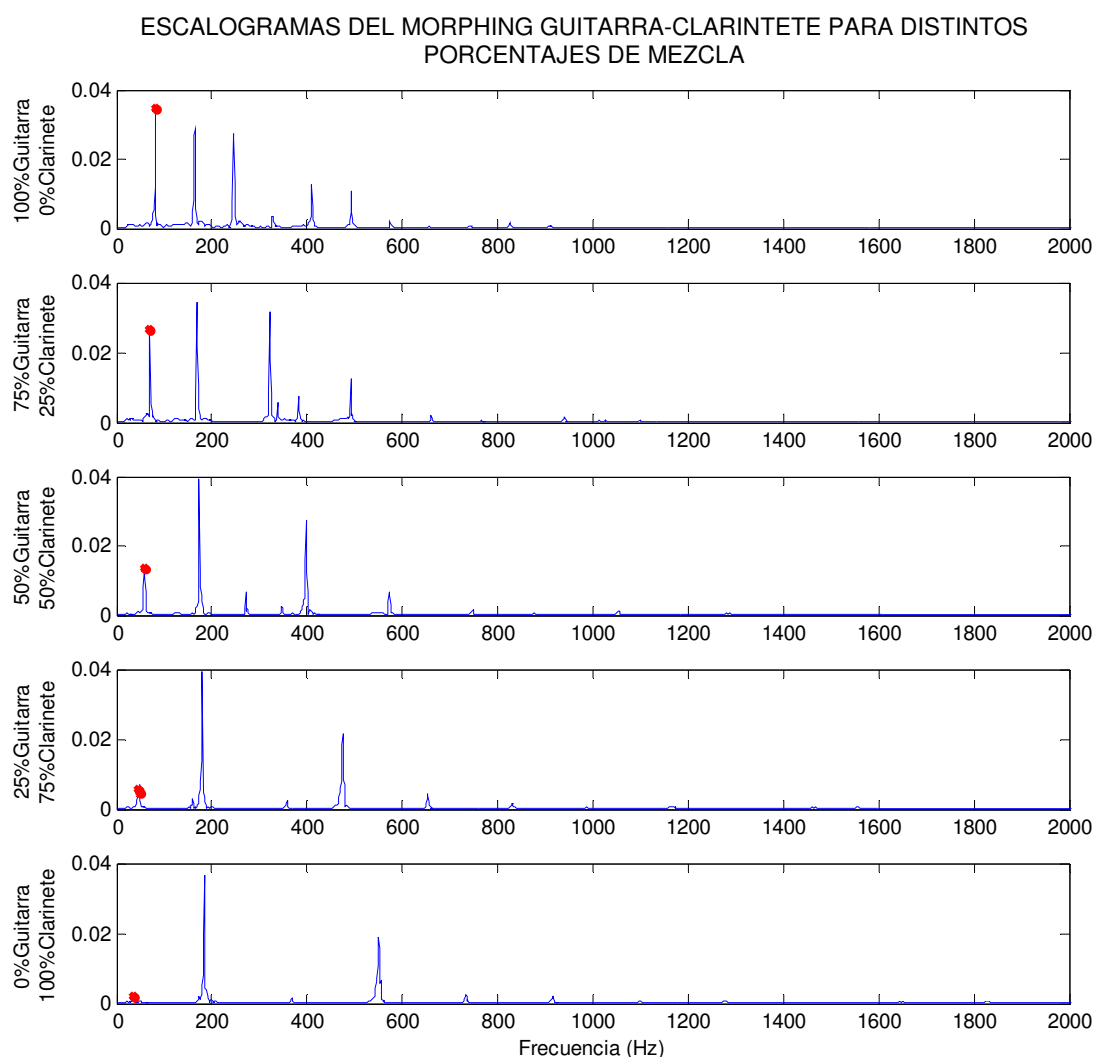 ESCALOGRAMAS DEL MORPHING GUITARRA-CLARINTETE PARA DISTINTOS
PORCENTAJES DE MEZCLA
100%Guitarra
0%Clarinete
0.04
0.02
0
0 200 400 600 800 1000 1200 1400 1600 1800 2000
75%Guitarra
25%Clarinete
0.04
0.02
0
0 200 400 600 800 1000 1200 1400 1600 1800 2000
50%Guitarra
50%Clarinete
0.04
0.02
0
0 200 400 600 800 1000 1200 1400 1600 1800 2000
25%Guitarra
75%Clarinete
0.04
0.02
0
0 200 400 600 800 1000 1200 1400 1600 1800 2000
0%Guitarra
100%Clarinete
0.04
0.02
0
0 200 400 600 800 1000 1200 1400 1600 1800 2000
Frecuencia (Hz)